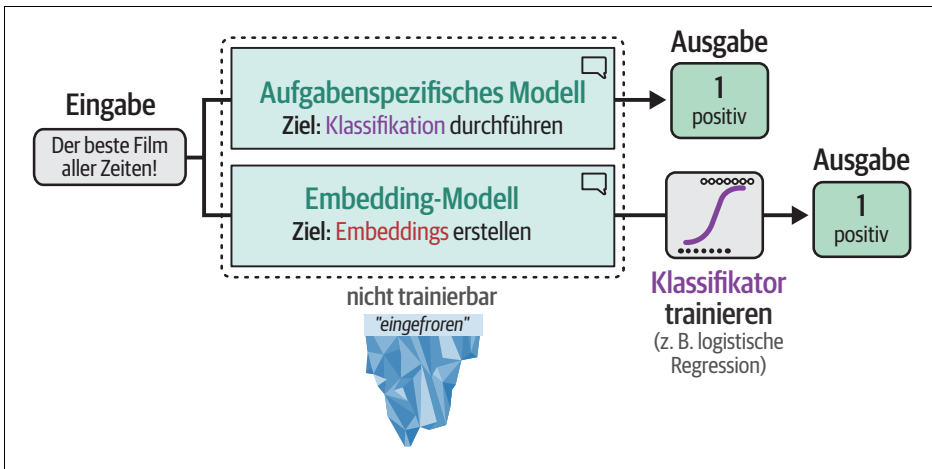 Eingabe
Der beste Film
aller Zeiten!
Aufgabenspezifisches Modell
Ziel: Klassifikation durchführen
Ausgabe
1
positiv
Embedding-Modell
Ziel: Embeddings erstellen
Ausgabe
1
positiv
nicht trainierbar
"eingefroren"
Klassifikator
trainieren
(z. B. logistische
Regression)